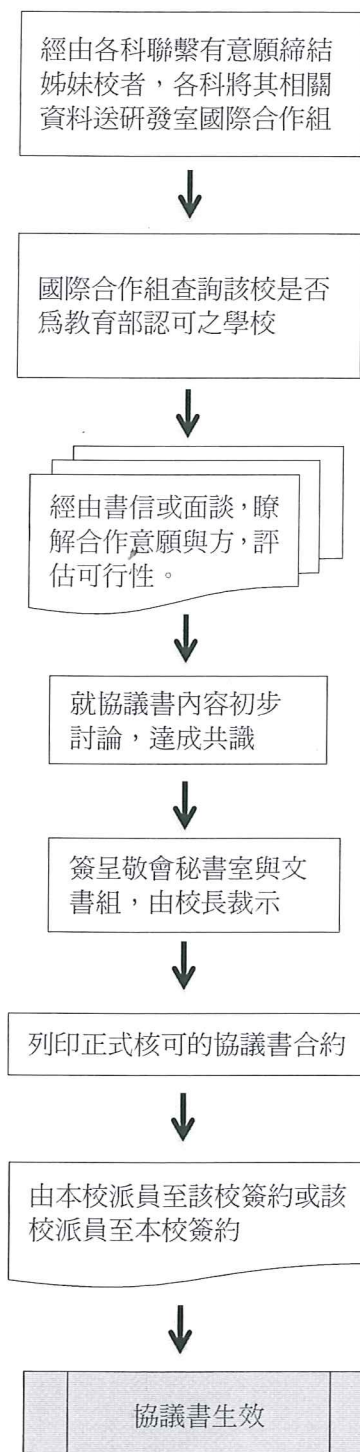 經由各科聯繫有意願締結
姊妹校者，各科將其相關
資料送研發室國際合作組
國際合作組查詢該校是否
為教育部認可之學校
經由書信或面談，瞭
解合作意願與方，評
估可行性。
就協議書內容初步
討論，達成共識
簽呈敬會秘書室與文
書組，由校長裁示
列印正式核可的協議書合約
由本校派員至該校簽約或該
校派員至本校簽約
協議書生效